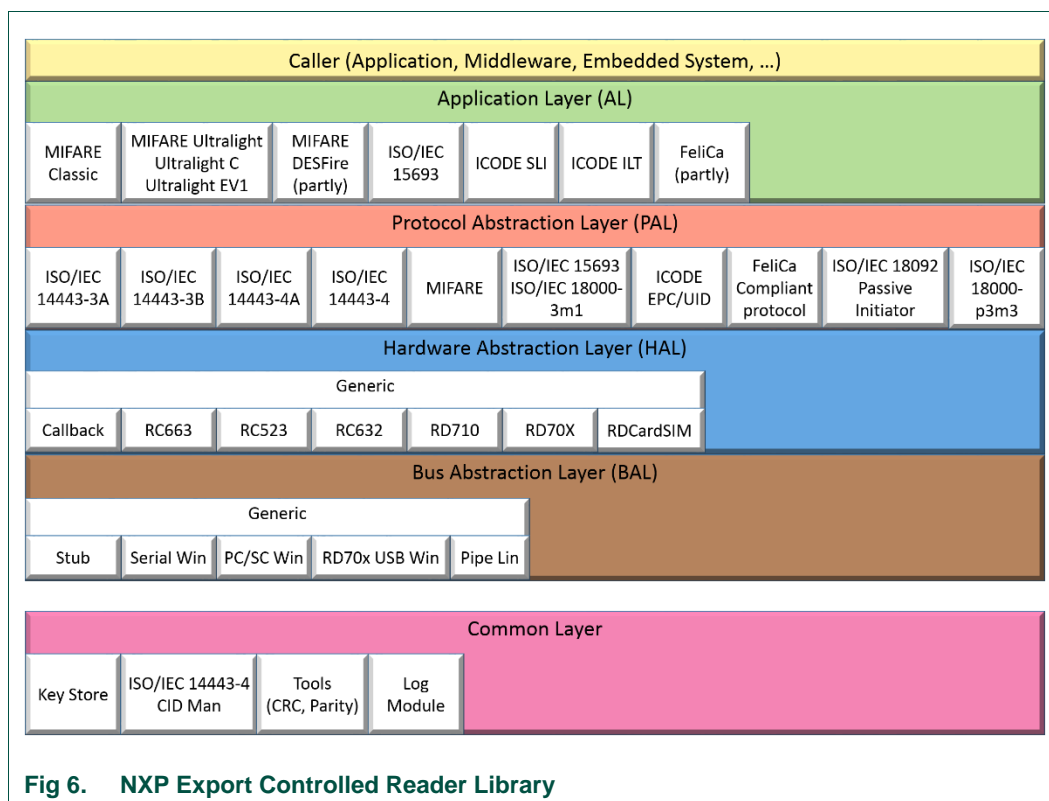 Caller (Application, Middleware, Embedded System, ...)
Application Layer (AL)
MIFARE
Classic
MIFARE Ultralight
Ultralight C
Ultralight EV1
MIFARE
DESFire
(partly)
ISO/IEC
15693
ICODE SLI
ICODE ILT
FeliCa
(partly)
Protocol Abstraction Layer (PAL)
ISO/IEC
14443-3A
ISO/IEC
14443-3B
ISO/IEC
14443-4A
ISO/IEC
14443-4
MIFARE
ISO/IEC 15693
ISO/IEC 18000-
3m1
ICODE
EPC/UID
FeliCa
Compliant
protocol
ISO/IEC 18092
Passive
Initiator
ISO/IEC
18000-
p3m3
Hardware Abstraction Layer (HAL)
Generic
Callback
RC663
RC523
RC632
RD710
RD70X
RDCardSIM
Bus Abstraction Layer (BAL)
Generic
Stub
Serial Win
PC/SC Win
RD70x USB Win
Pipe Lin
Common Layer
Key Store
ISO/IEC 14443-4
CID Man
Tools
(CRC, Parity)
Log
Module
Fig 6. NXP Export Controlled Reader Library